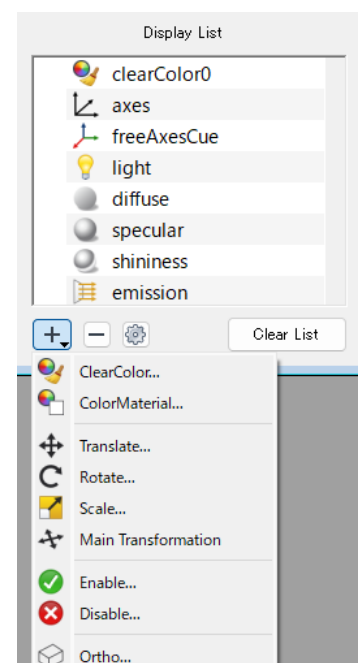 Display List
clearColor0
axes
freeAxesCue
light
diffuse
specular
shininess
emission
Clear List
ClearColor...
ColorMaterial...
Translate...
Rotate...
Scale...
Main Transformation
Enable...
Disable...
Ortho...